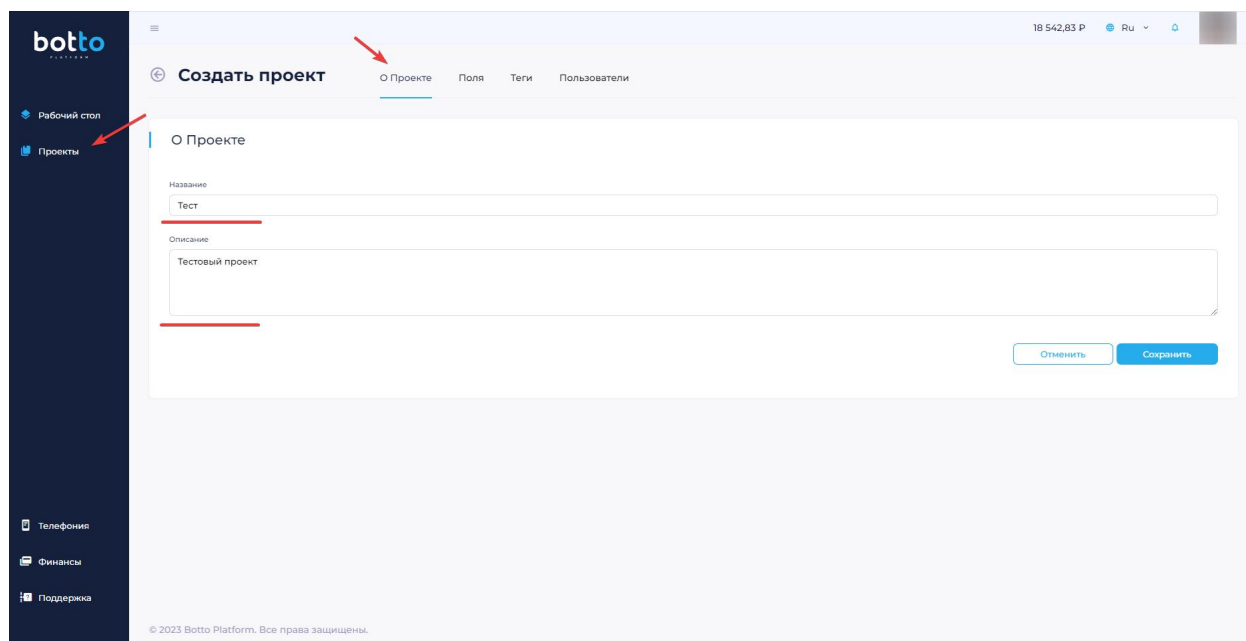 botto
PLATFORM
18 542,83 ₽ Ru
Создать проект
О Проекте Поля Теги Пользователи
Рабочий стол
Проекты
О Проекте
Название
Тест
Описание
Тестовый проект
Отменить Сохранить
Телефония
Финансы
Поддержка
© 2023 Botto Platform. Все права защищены.